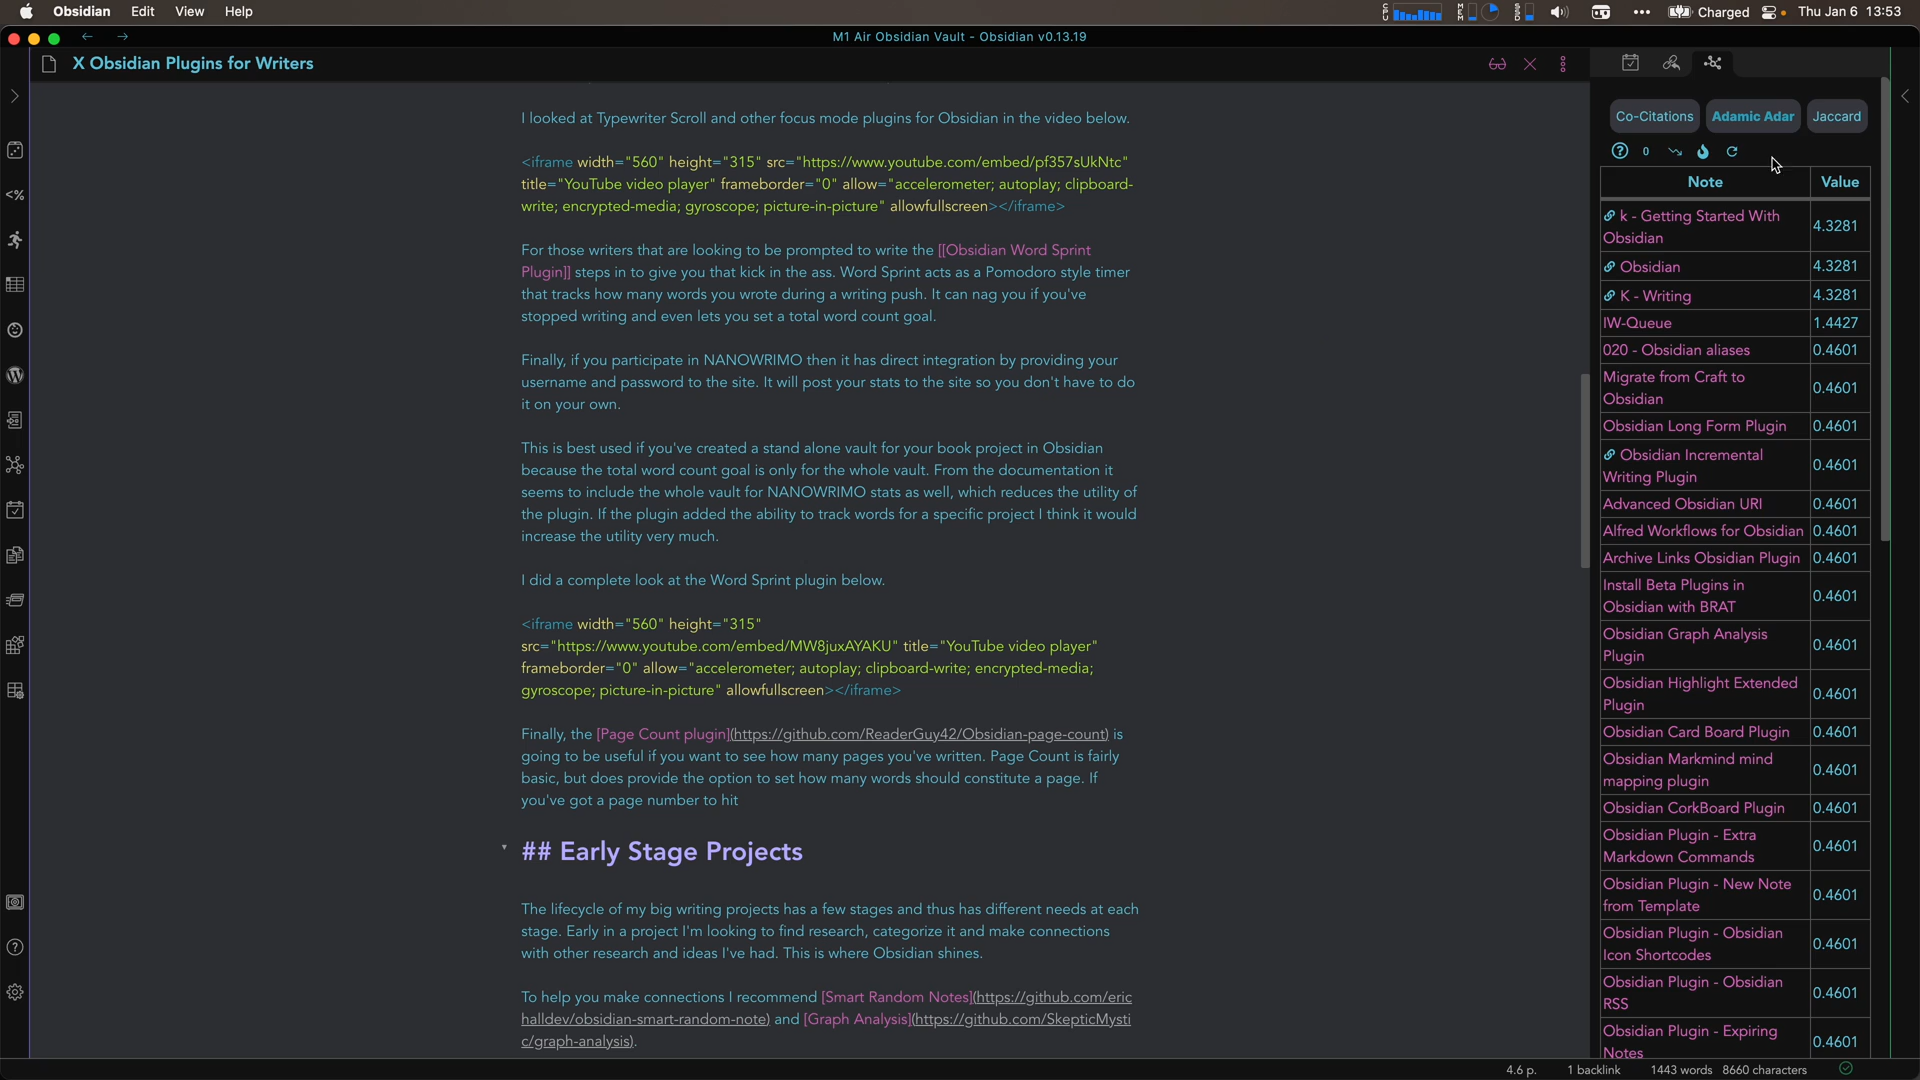 Obsidian Edit View Help
CPU MEM SSD Charged Thu Jan 6 13:53
M1 Air Obsidian Vault - Obsidian v0.13.19
X Obsidian Plugins for Writers
I looked at Typewriter Scroll and other focus mode plugins for Obsidian in the video below.
<iframe width="560" height="315" src="https://www.youtube.com/embed/pf357sUkNtc"
title="YouTube video player" frameborder="0" allow="accelerometer; autoplay; clipboard-
write; encrypted-media; gyroscope; picture-in-picture" allowfullscreen></iframe>
For those writers that are looking to be prompted to write the [[Obsidian Word Sprint
Plugin]] steps in to give you that kick in the ass. Word Sprint acts as a Pomodoro style timer
that tracks how many words you wrote during a writing push. It can nag you if you've
stopped writing and even lets you set a total word count goal.
Finally, if you participate in NANOWRIMO then it has direct integration by providing your
username and password to the site. It will post your stats to the site so you don't have to do
it on your own.
This is best used if you've created a stand alone vault for your book project in Obsidian
because the total word count goal is only for the whole vault. From the documentation it
seems to include the whole vault for NANOWRIMO stats as well, which reduces the utility of
the plugin. If the plugin added the ability to track words for a specific project I think it would
increase the utility very much.
I did a complete look at the Word Sprint plugin below.
<iframe width="560" height="315"
src="https://www.youtube.com/embed/MW8juxAYAKU" title="YouTube video player"
frameborder="0" allow="accelerometer; autoplay; clipboard-write; encrypted-media;
gyroscope; picture-in-picture" allowfullscreen></iframe>
Finally, the [Page Count plugin](https://github.com/ReaderGuy42/Obsidian-page-count) is
going to be useful if you want to see how many pages you've written. Page Count is fairly
basic, but does provide the option to set how many words should constitute a page. If
you've got a page number to hit
## Early Stage Projects
The lifecycle of my big writing projects has a few stages and thus has different needs at each
stage. Early in a project I'm looking to find research, categorize it and make connections
with other research and ideas I've had. This is where Obsidian shines.
To help you make connections I recommend [Smart Random Notes](https://github.com/eric
halldev/obsidian-smart-random-note) and [Graph Analysis](https://github.com/SkepticMysti
c/graph-analysis).
Co-Citations Adamic Adar Jaccard
0
Note Value
k - Getting Started With
Obsidian 4.3281
Obsidian 4.3281
K - Writing 4.3281
IW-Queue 1.4427
020 - Obsidian aliases 0.4601
Migrate from Craft to
Obsidian 0.4601
Obsidian Long Form Plugin 0.4601
Obsidian Incremental
Writing Plugin 0.4601
Advanced Obsidian URI 0.4601
Alfred Workflows for Obsidian 0.4601
Archive Links Obsidian Plugin 0.4601
Install Beta Plugins in
Obsidian with BRAT 0.4601
Obsidian Graph Analysis
Plugin 0.4601
Obsidian Highlight Extended
Plugin 0.4601
Obsidian Card Board Plugin 0.4601
Obsidian Markmind mind
mapping plugin 0.4601
Obsidian CorkBoard Plugin 0.4601
Obsidian Plugin - Extra
Markdown Commands 0.4601
Obsidian Plugin - New Note
from Template 0.4601
Obsidian Plugin - Obsidian
Icon Shortcodes 0.4601
Obsidian Plugin - Obsidian
RSS 0.4601
Obsidian Plugin - Expiring
Notes 0.4601
4.6 p. 1 backlink 1443 words 8660 characters